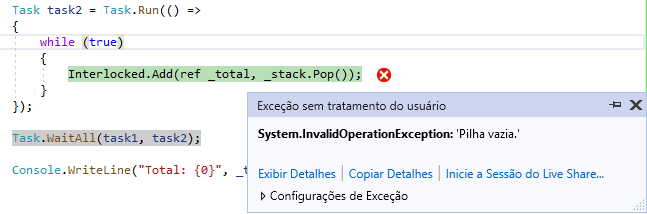 Task task2 = Task.Run(() =>
{
while (true)
{
Interlocked.Add(ref _total, _stack.Pop());
}
});
Task.WaitAll(task1, task2);
Console.WriteLine("Total: {0}", _t
Exceção sem tratamento do usuário
System.InvalidOperationException: 'Pilha vazia.'
Exibir Detalhes | Copiar Detalhes | Inicie a Sessão do Live Share...
Configurações de Exceção